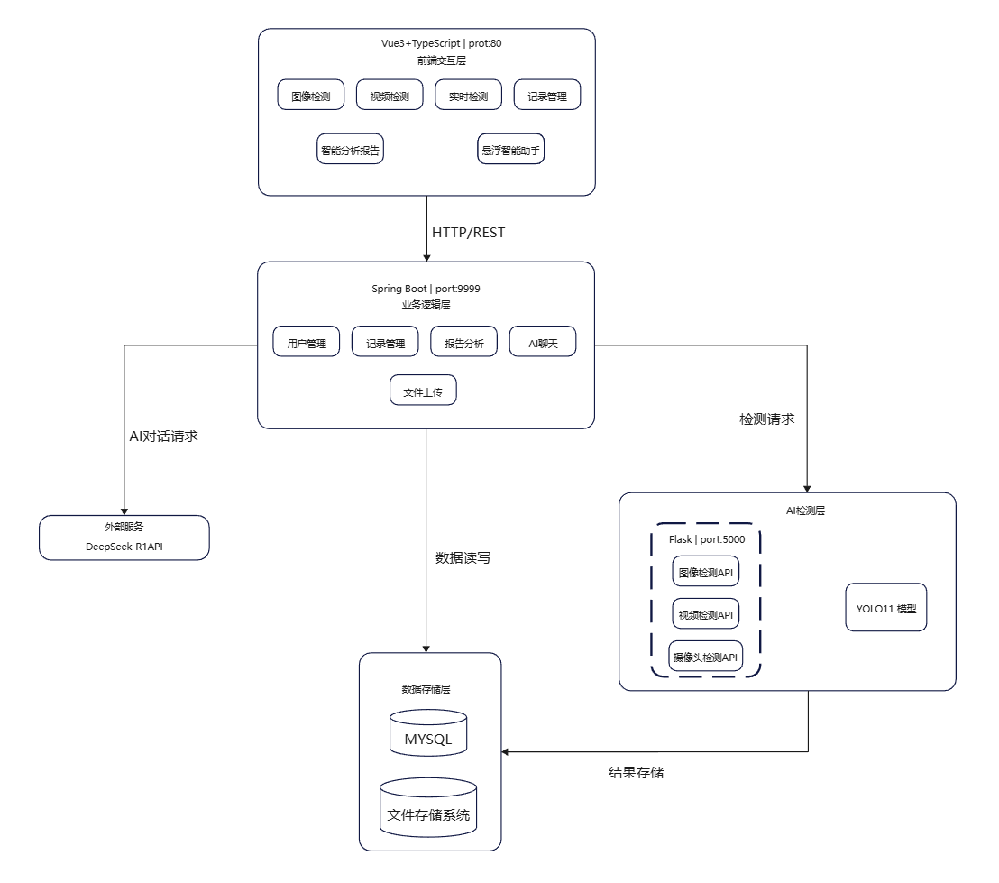 Vue3+TypeScript | prot:80
前端交互层
图像检测
视频检测
实时检测
记录管理
智能分析报告
悬浮智能助手
HTTP/REST
Spring Boot | port:9999
业务逻辑层
用户管理
记录管理
报告分析
AI聊天
文件上传
AI对话请求
检测请求
外部服务
DeepSeek-R1API
数据读写
AI检测层
Flask | port:5000
图像检测API
视频检测API
摄像头检测API
YOLO11 模型
数据存储层
MYSQL
文件存储系统
结果存储